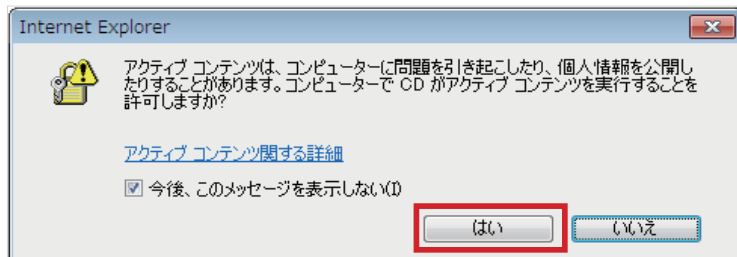 Internet Explorer
アクティブ コンテンツは、コンピューターに問題を引き起こしたり、個人情報を公開し
たりすることがあります。コンピューターで CD がアクティブ コンテンツを実行することを
許可しますか?
アクティブ コンテンツ関する詳細
今後、このメッセージを表示しない(I)
はい
いいえ